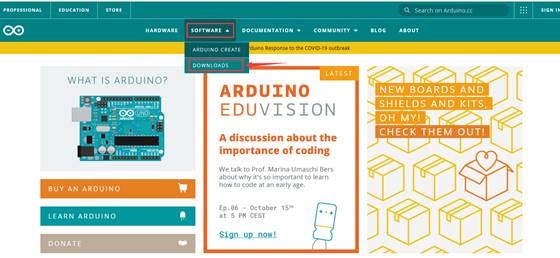 PROFESSIONAL EDUCATION STORE
Search on Arduino.cc
SIGN IN
HARDWARE SOFTWARE DOCUMENTATION COMMUNITY BLOG ABOUT
ARDUINO CREATE
DOWNLOADS
Arduino Response to the COVID-19 outbreak
WHAT IS ARDUINO?
UNO
BUY AN ARDUINO
LEARN ARDUINO
DONATE
LATEST
ARDUINO
EDUVISION
A discussion about the
importance of coding
We talk to Prof. Marina Umaschi Bers
about why it's so important to learn
how to code at an early age.
Ep.06 - October 15TH
at 5 PM CEST
Sign up now!
NEW BOARDS AND
SHIELDS AND KITS,
OH MY!
CHECK THEM OUT!